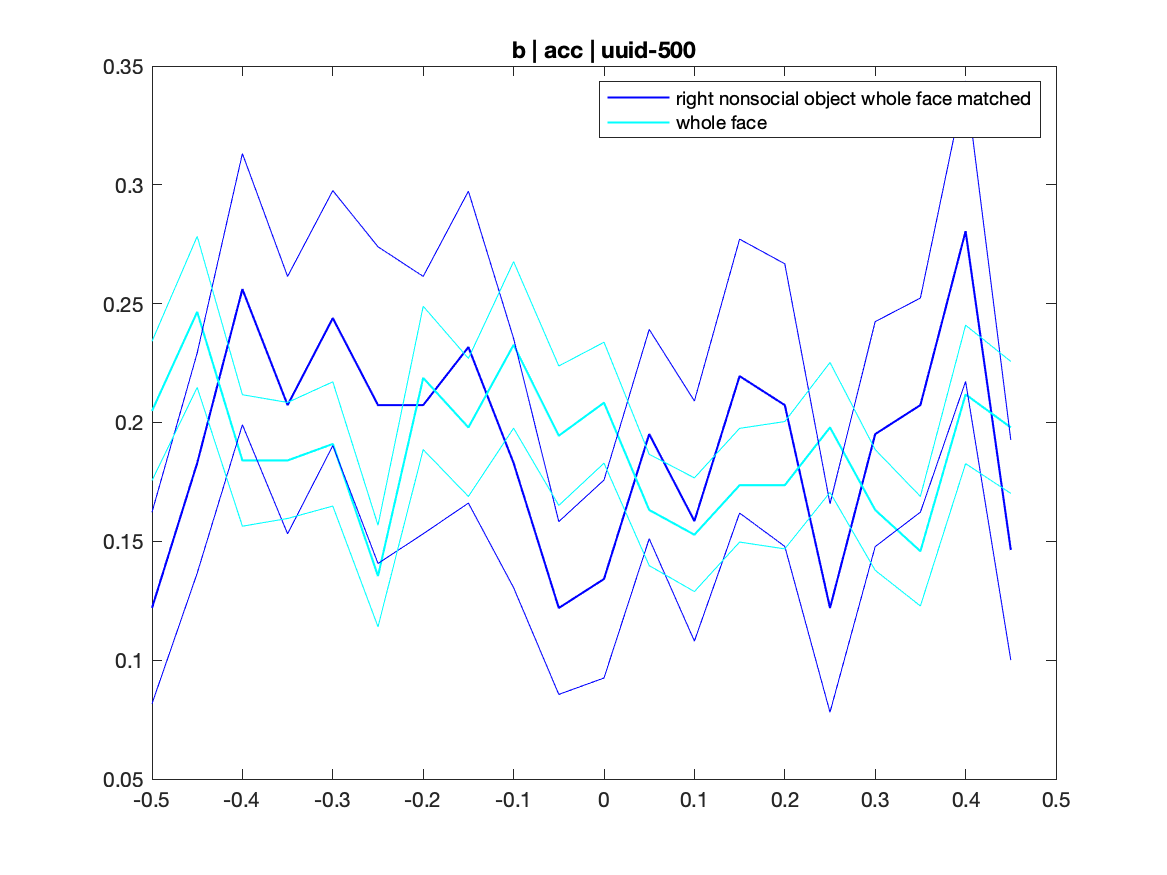 b | acc | uuid-500
0.35
right nonsocial object whole face matched
whole face
0.3
0.25
0.2
0.15
0.1
0.05
-0.5 -0.4 -0.3 -0.2 -0.1 0 0.1 0.2 0.3 0.4 0.5